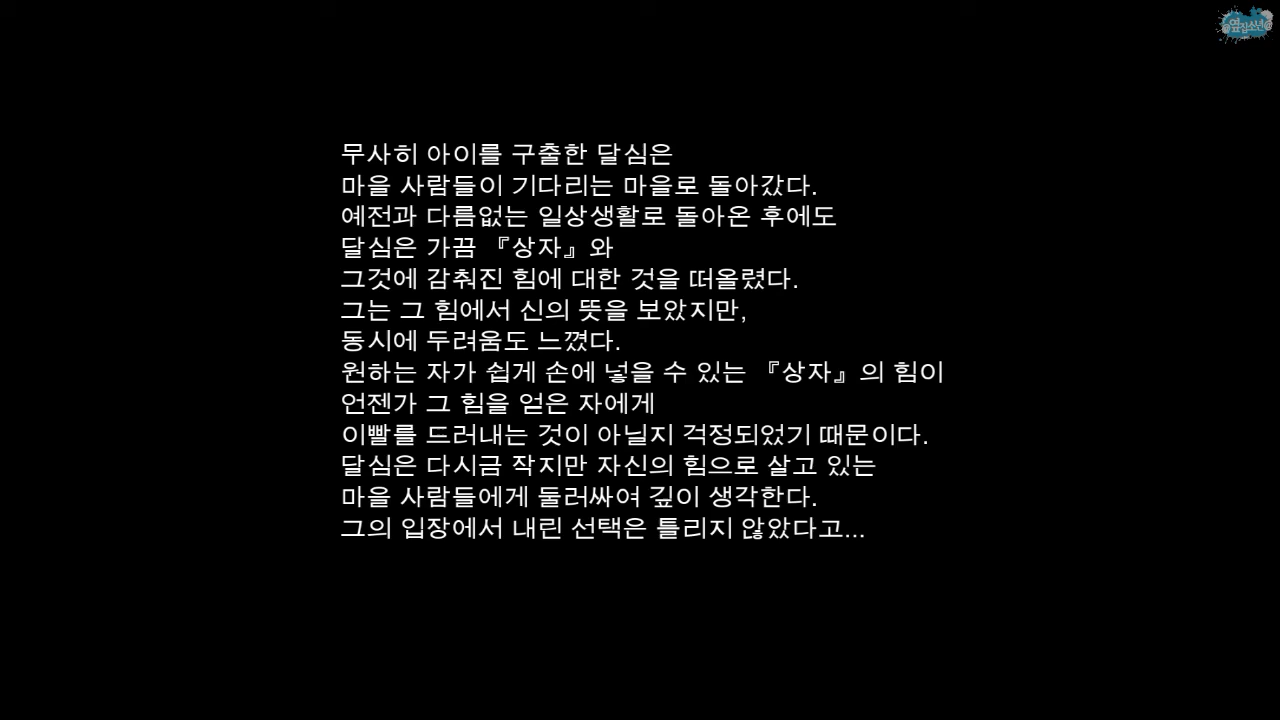 @옆집소년@
무사히 아이를 구출한 달심은
마을 사람들이 기다리는 마을로 돌아갔다.
예전과 다름없는 일상생활로 돌아온 후에도
달심은 가끔 『상자』와
그것에 감춰진 힘에 대한 것을 떠올렸다.
그는 그 힘에서 신의 뜻을 보았지만,
동시에 두려움도 느꼈다.
원하는 자가 쉽게 손에 넣을 수 있는 『상자』의 힘이
언젠가 그 힘을 얻은 자에게
이빨를 드러내는 것이 아닐지 걱정되었기 때문이다.
달심은 다시금 작지만 자신의 힘으로 살고 있는
마을 사람들에게 둘러싸여 깊이 생각한다.
그의 입장에서 내린 선택은 틀리지 않았다고...